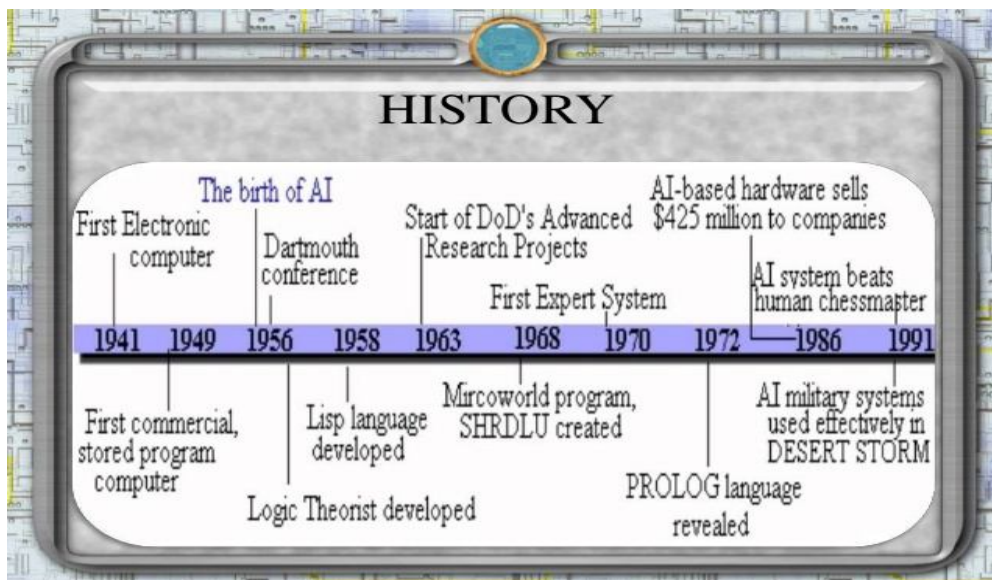 HISTORY
The birth of AI
AI-based hardware sells
$425 million to companies
First Electronic
computer
Dartmouth
conference
Start of DoD's Advanced
Research Projects
AI system beats
human chessmaster
First Expert System
1941 1949 1956 1958 1963 1968 1970 1972 1986 1991
First commercial,
stored program
computer
Lisp language
developed
Mircoworld program,
SHRDLU created
AI military systems
used effectively in
DESERT STORM
Logic Theorist developed
PROLOG language
revealed